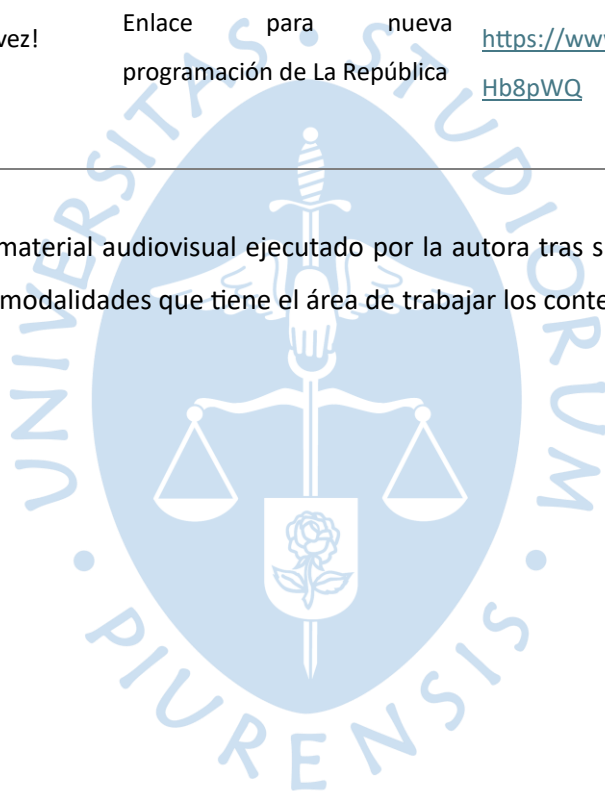 vez!
Enlace para nueva
programación de La República
https://www
Hb8pWQ
material audiovisual ejecutado por la autora tras s
modalidades que tiene el área de trabajar los conte
UNIVERSITAS • STUDIORUM
• PIURENSIS •